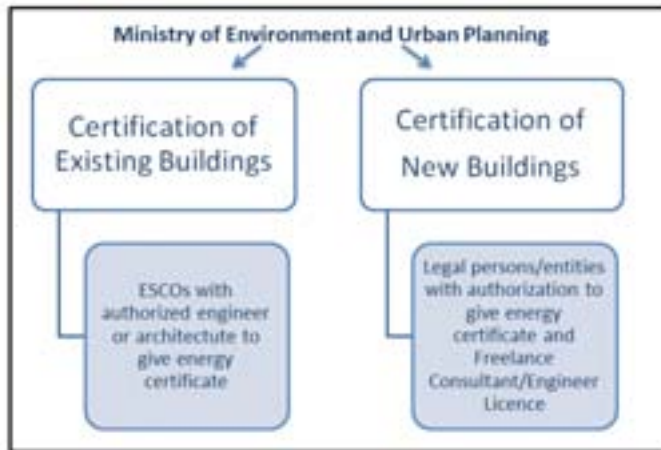 Ministry of Environment and Urban Planning
Certification of
Existing Buildings
Certification of
New Buildings
ESCOs with
authorized engineer
or architectute to
give energy
certificate
Legal persons/entities
with authorization to
give energy
certificate and
Freelance
Consultant/Engineer
Licence